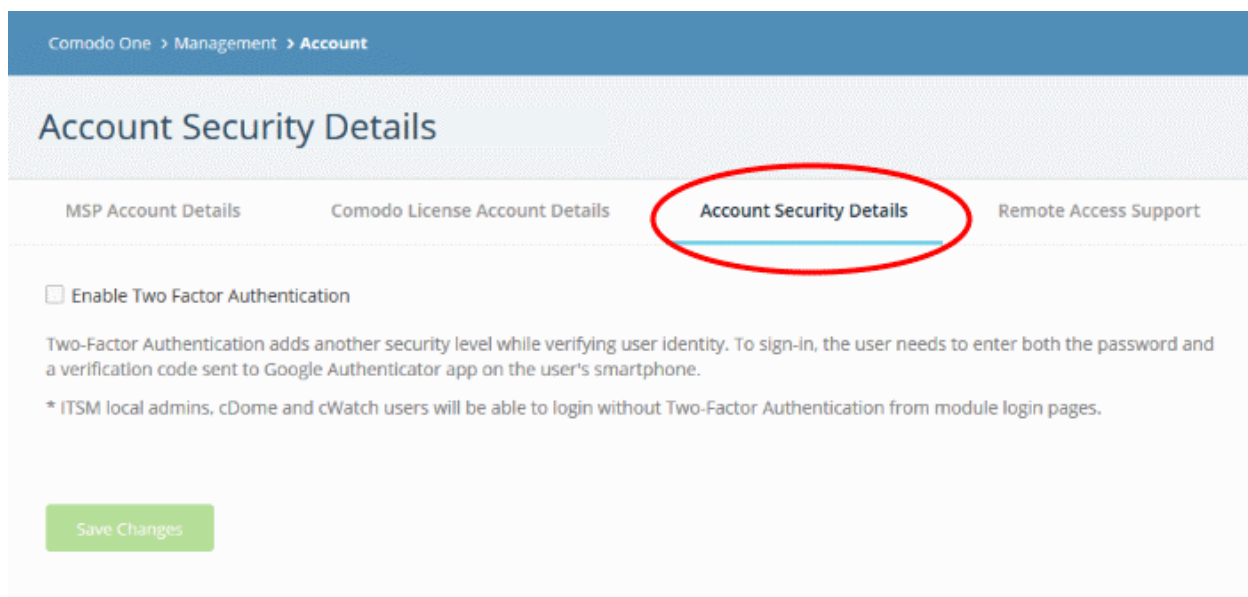 Comodo One > Management > Account
Account Security Details
MSP Account Details Comodo License Account Details Account Security Details Remote Access Support
Enable Two Factor Authentication
Two-Factor Authentication adds another security level while verifying user identity. To sign-in, the user needs to enter both the password and
a verification code sent to Google Authenticator app on the user's smartphone.
* ITSM local admins, cDome and cWatch users will be able to login without Two-Factor Authentication from module login pages.
Save Changes